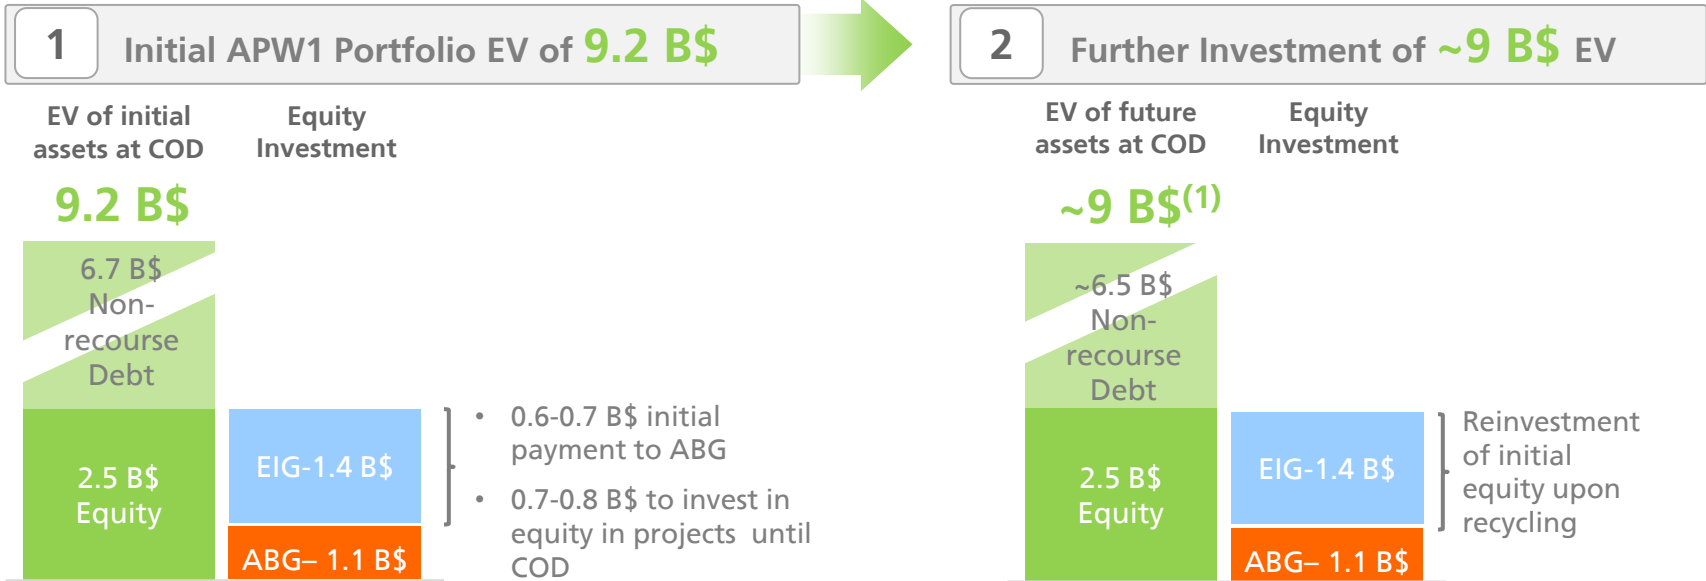 1
Initial APW1 Portfolio EV of 9.2 B$
EV of initial
assets at COD
Equity
Investment
9.2 B$
6.7 B$
Non-
recourse
Debt
2.5 B$
Equity
EIG-1.4 B$
ABG– 1.1 B$
• 0.6-0.7 B$ initial
payment to ABG
• 0.7-0.8 B$ to invest in
equity in projects until
COD
2
Further Investment of ~9 B$ EV
EV of future
assets at COD
Equity
Investment
~9 B$(1)
~6.5 B$
Non-
recourse
Debt
2.5 B$
Equity
EIG-1.4 B$
ABG– 1.1 B$
Reinvestment
of initial
equity upon
recycling